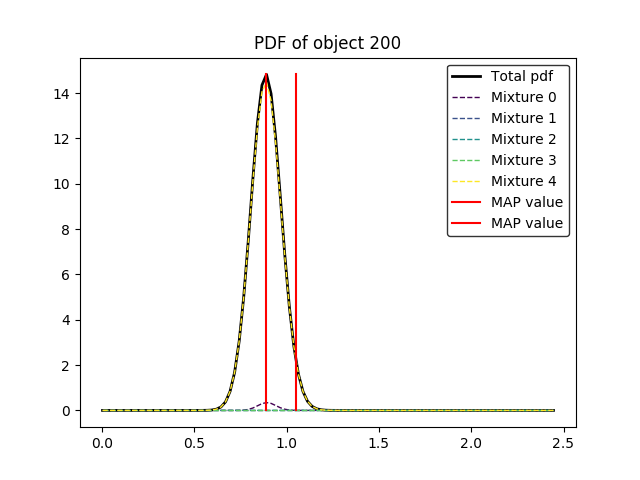 PDF of object 200
Total pdf
Mixture 0
Mixture 1
Mixture 2
Mixture 3
Mixture 4
MAP value
MAP value
14
12
10
8
6
4
2
0
0.0 0.5 1.0 1.5 2.0 2.5